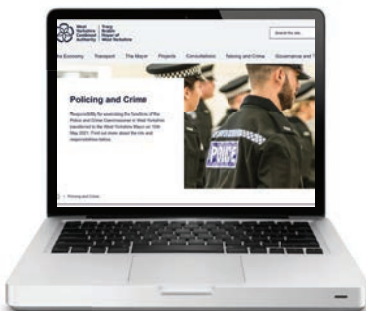 West
Yorkshire
Combined
Authority
Tracy
Brabin
Mayor of
West Yorkshire
Search the site
the Economy Transport The Mayor Projects Consultations Policing and Crime Governance and T
Policing and Crime
Responsibility for exercising the functions of the
Police and Crime Commissioner in West Yorkshire
transferred to the West Yorkshire Mayor on 10th
May 2021. Find out more about the role and
responsibilities below.
POLICE
> Policing and Crime